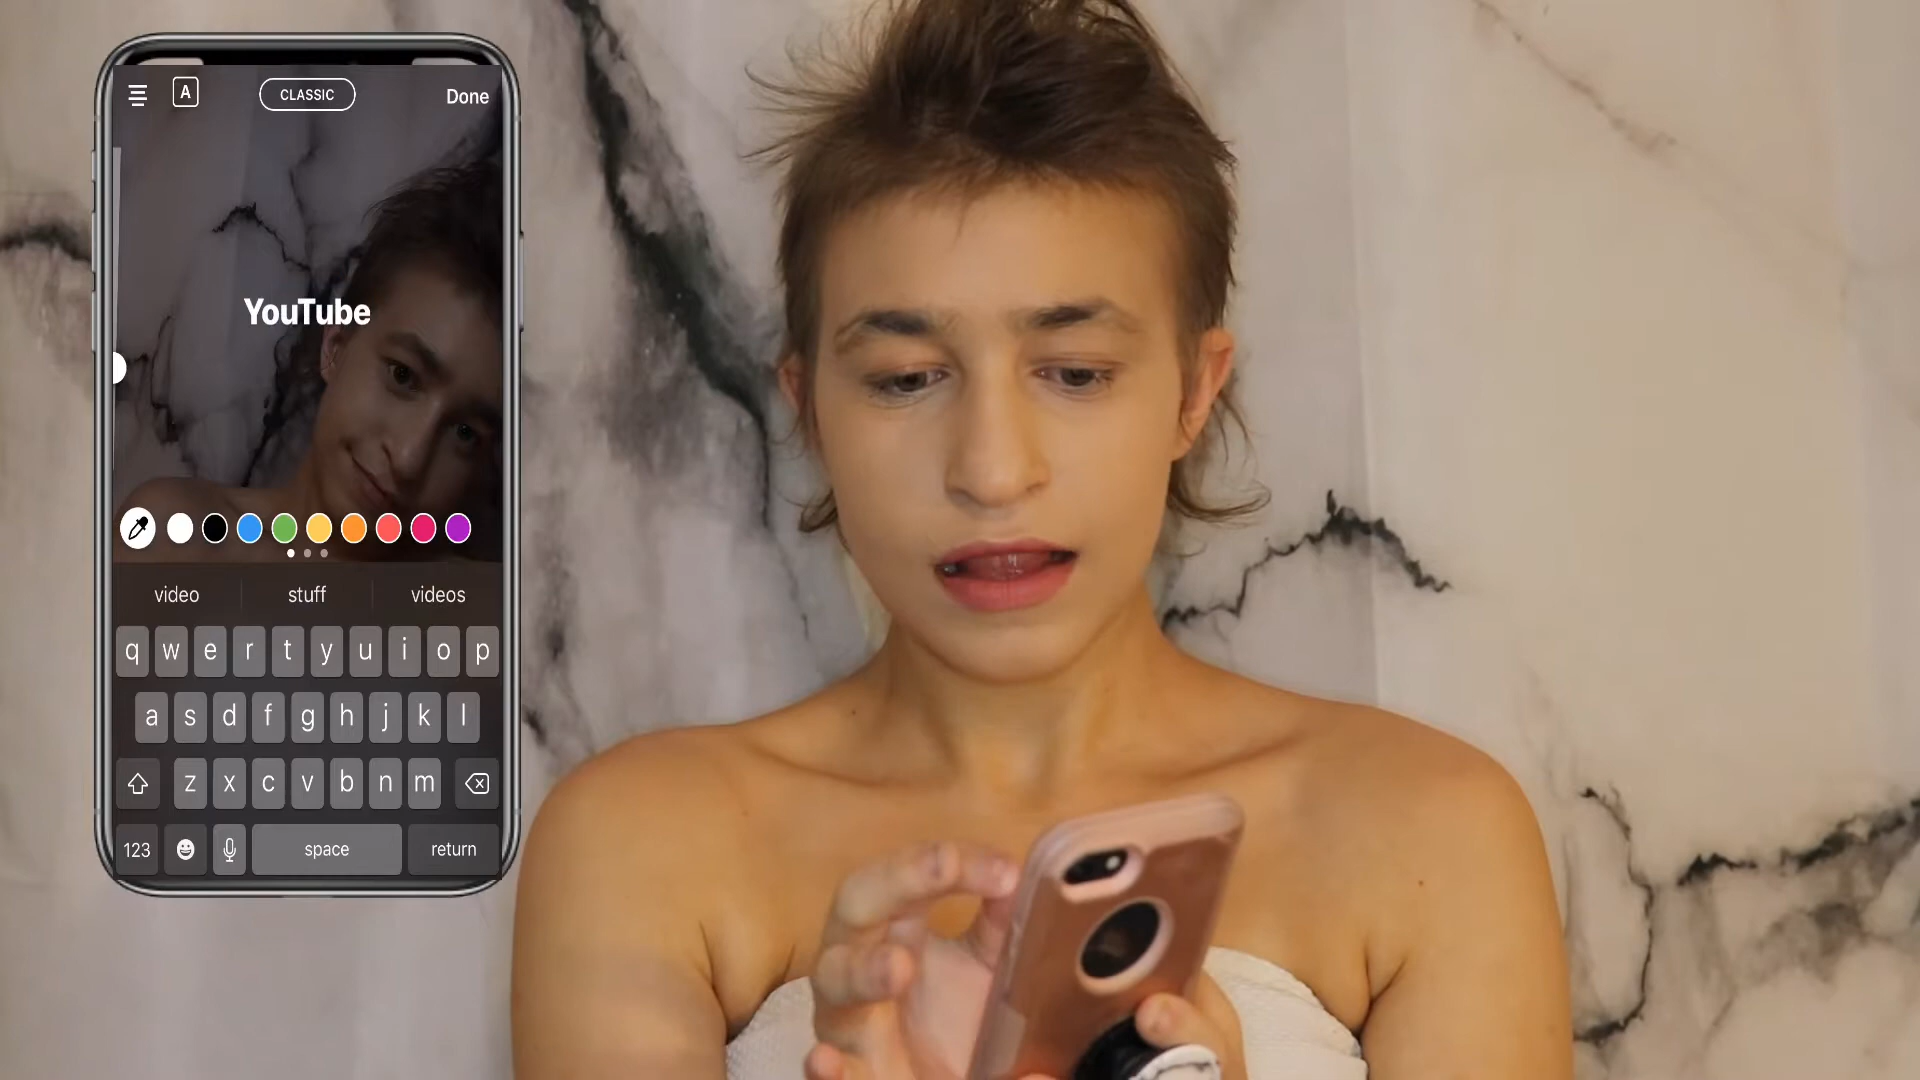 A CLASSIC Done
YouTube
video stuff videos
q w e r t y u i o p
a s d f g h j k l
z x c v b n m
123 space return